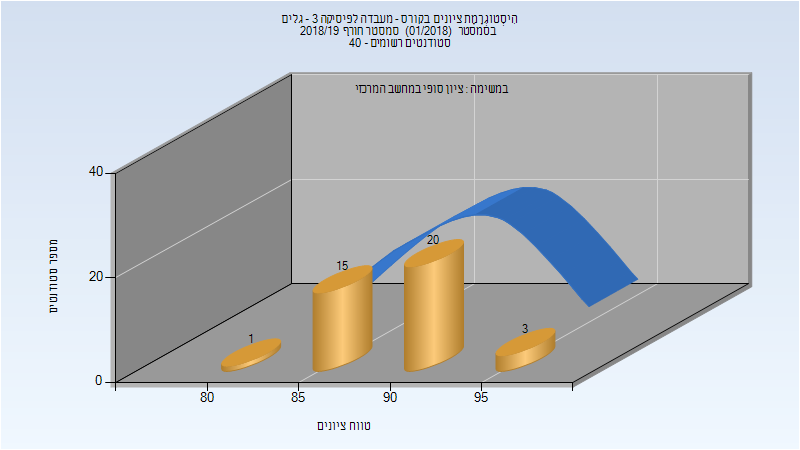 היסטוגרמת ציונים בקורס - מעבדה לפיסיקה 3 - גלים
בסמסטר (01/2018) סמסטר חורף 2018/19
סטודנטים רשומים - 40
במשימה : ציון סופי במחשב המרכזי
40
20
0
מספר סטודנטים
1
15
20
3
80
85
90
95
טווח ציונים